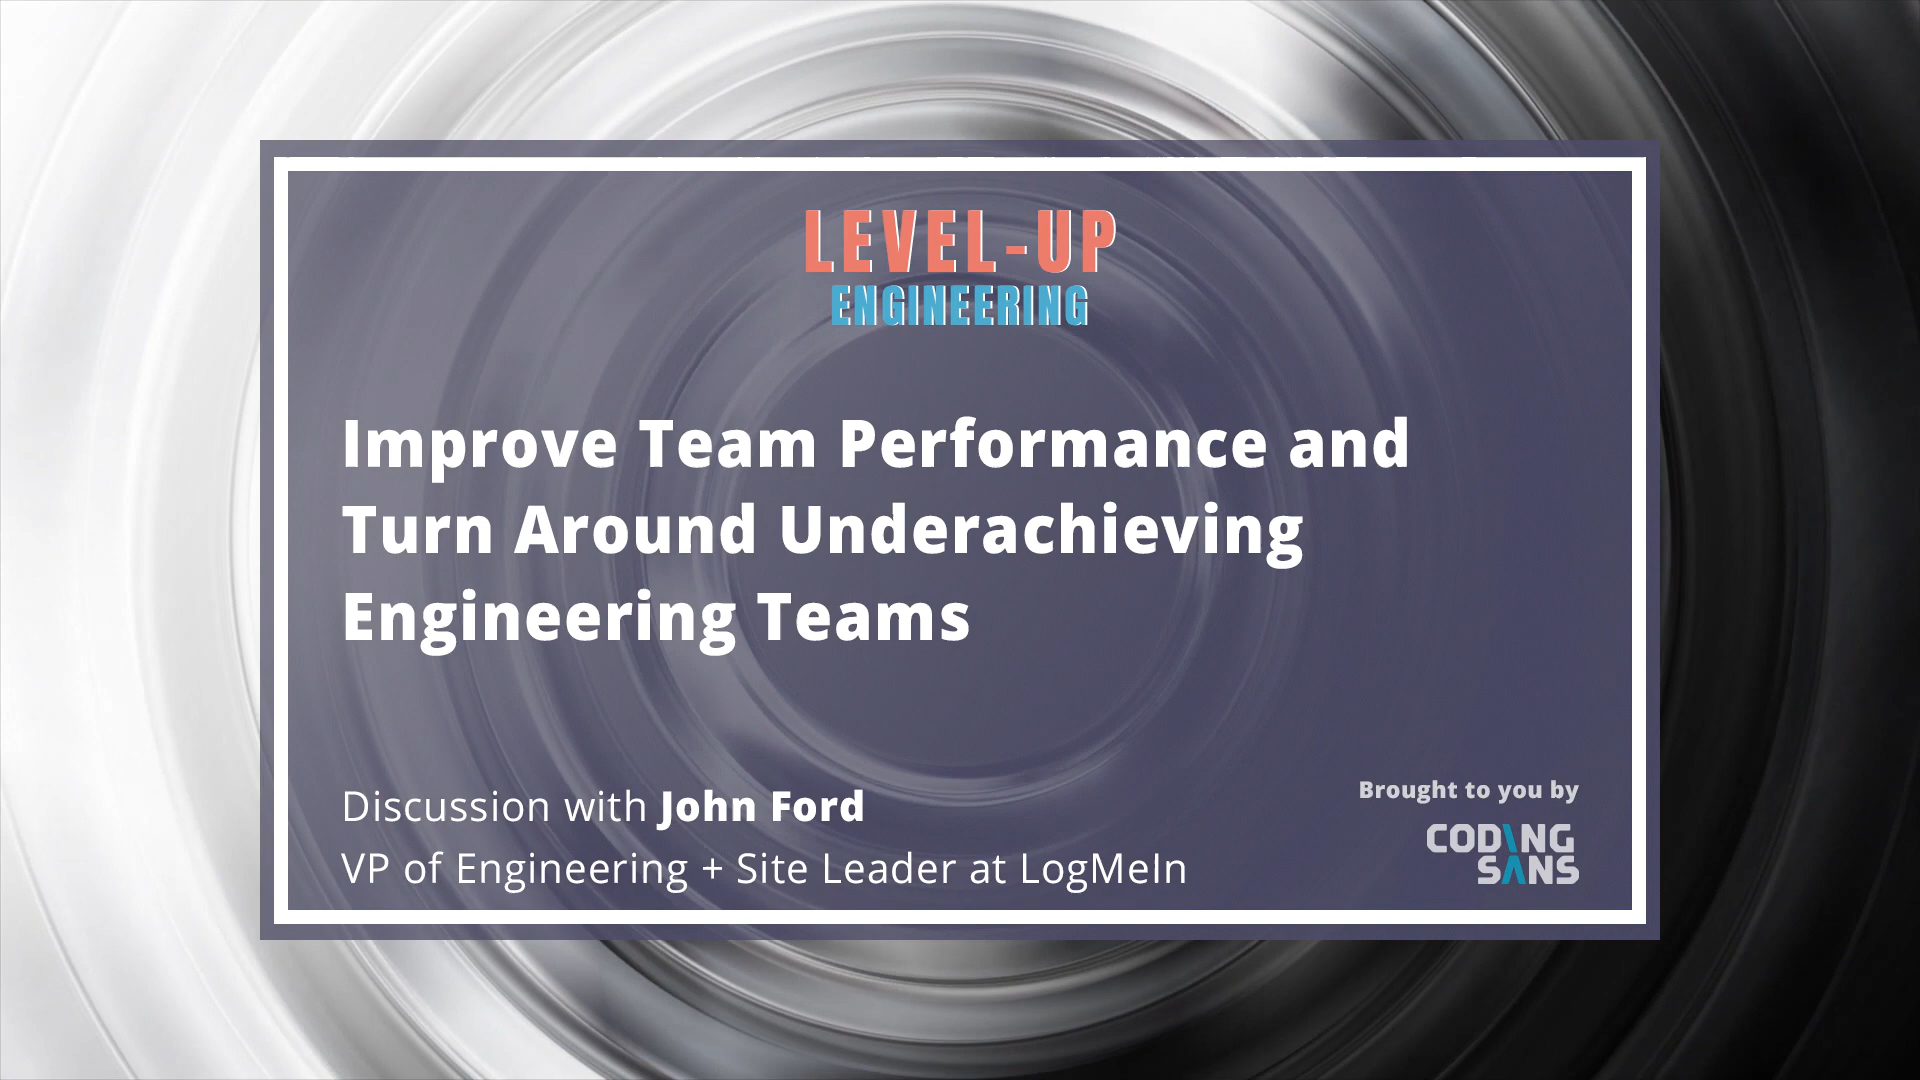 LEVEL-UP
ENGINEERING
Improve Team Performance and
Turn Around Underachieving
Engineering Teams
Discussion with John Ford
VP of Engineering + Site Leader at LogMeIn
Brought to you by
CODING
SANS